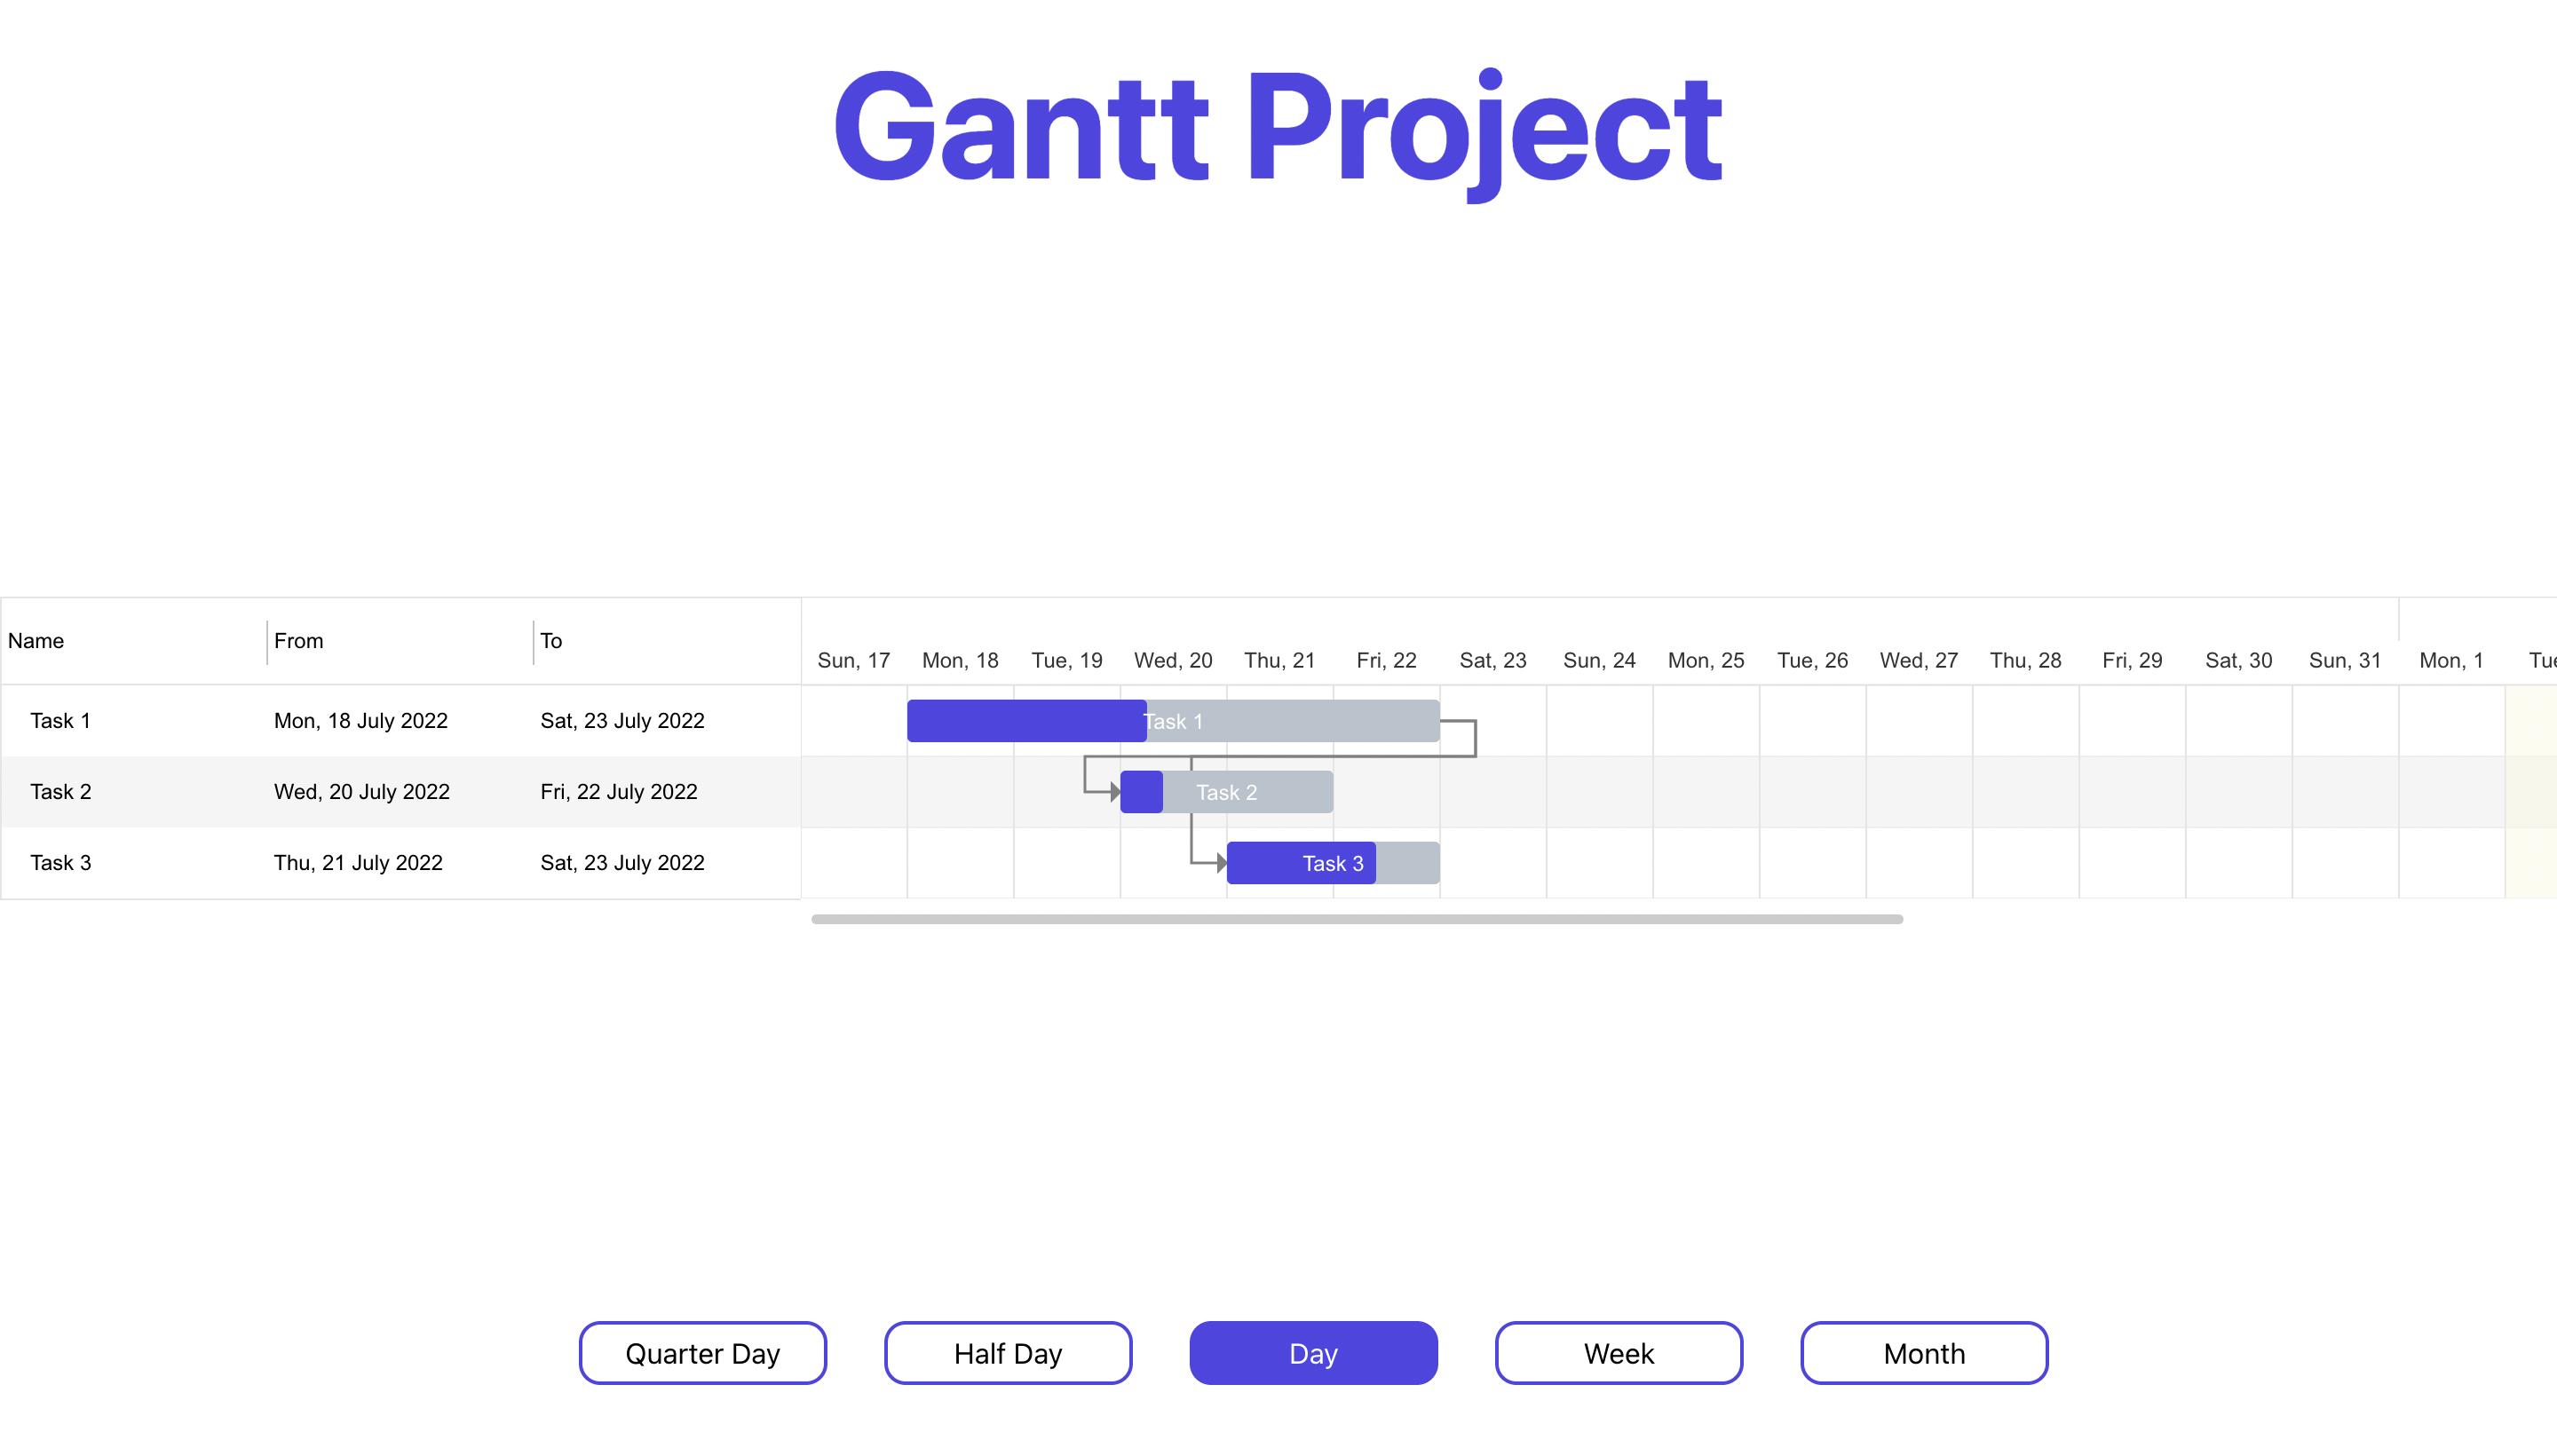 Gantt Project
Name From To
Sun, 17 Mon, 18 Tue, 19 Wed, 20 Thu, 21 Fri, 22 Sat, 23 Sun, 24 Mon, 25 Tue, 26 Wed, 27 Thu, 28 Fri, 29 Sat, 30 Sun, 31 Mon, 1 Tue
Task 1 Mon, 18 July 2022 Sat, 23 July 2022 Task 1
Task 2 Wed, 20 July 2022 Fri, 22 July 2022 Task 2
Task 3 Thu, 21 July 2022 Sat, 23 July 2022 Task 3
Quarter Day Half Day Day Week Month